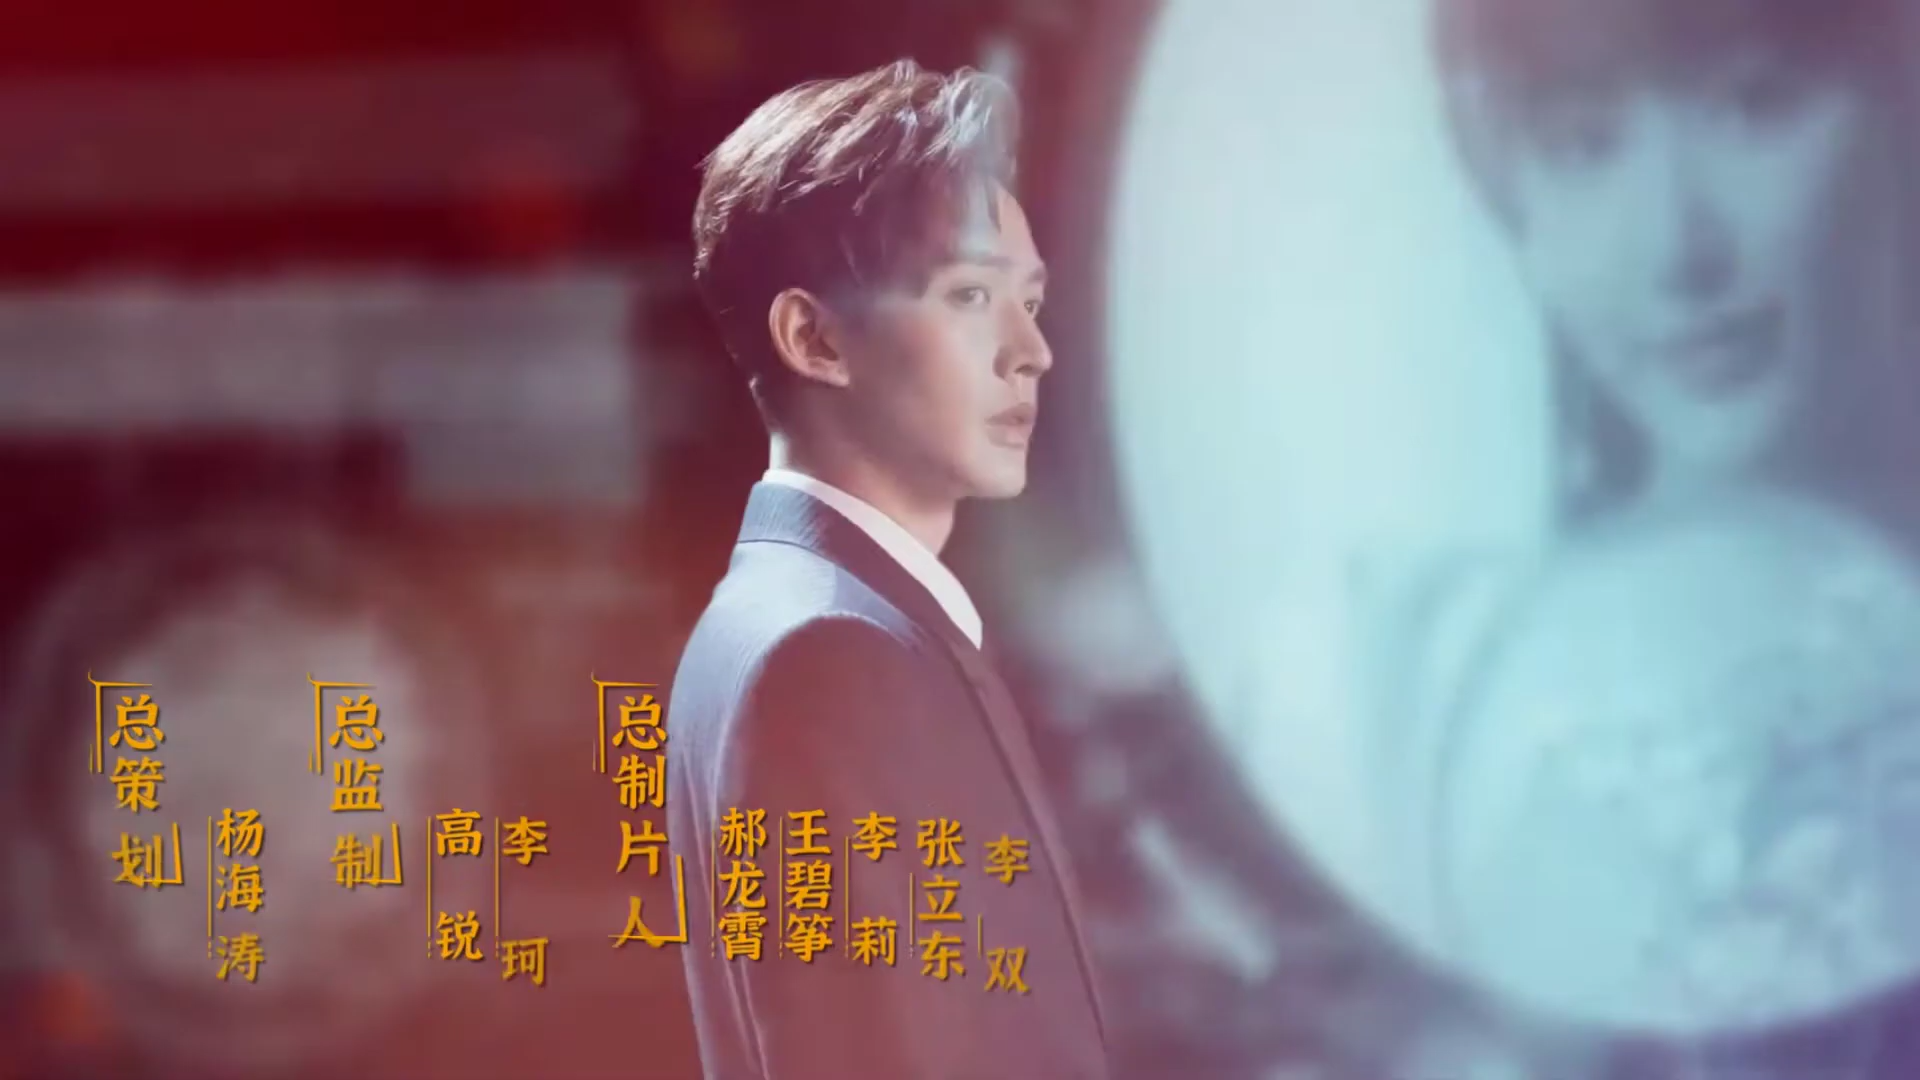 总策划
杨海涛
总监制
高锐
李珂
总制片人
郝龙霄
王碧筝
李莉
张立东
李双